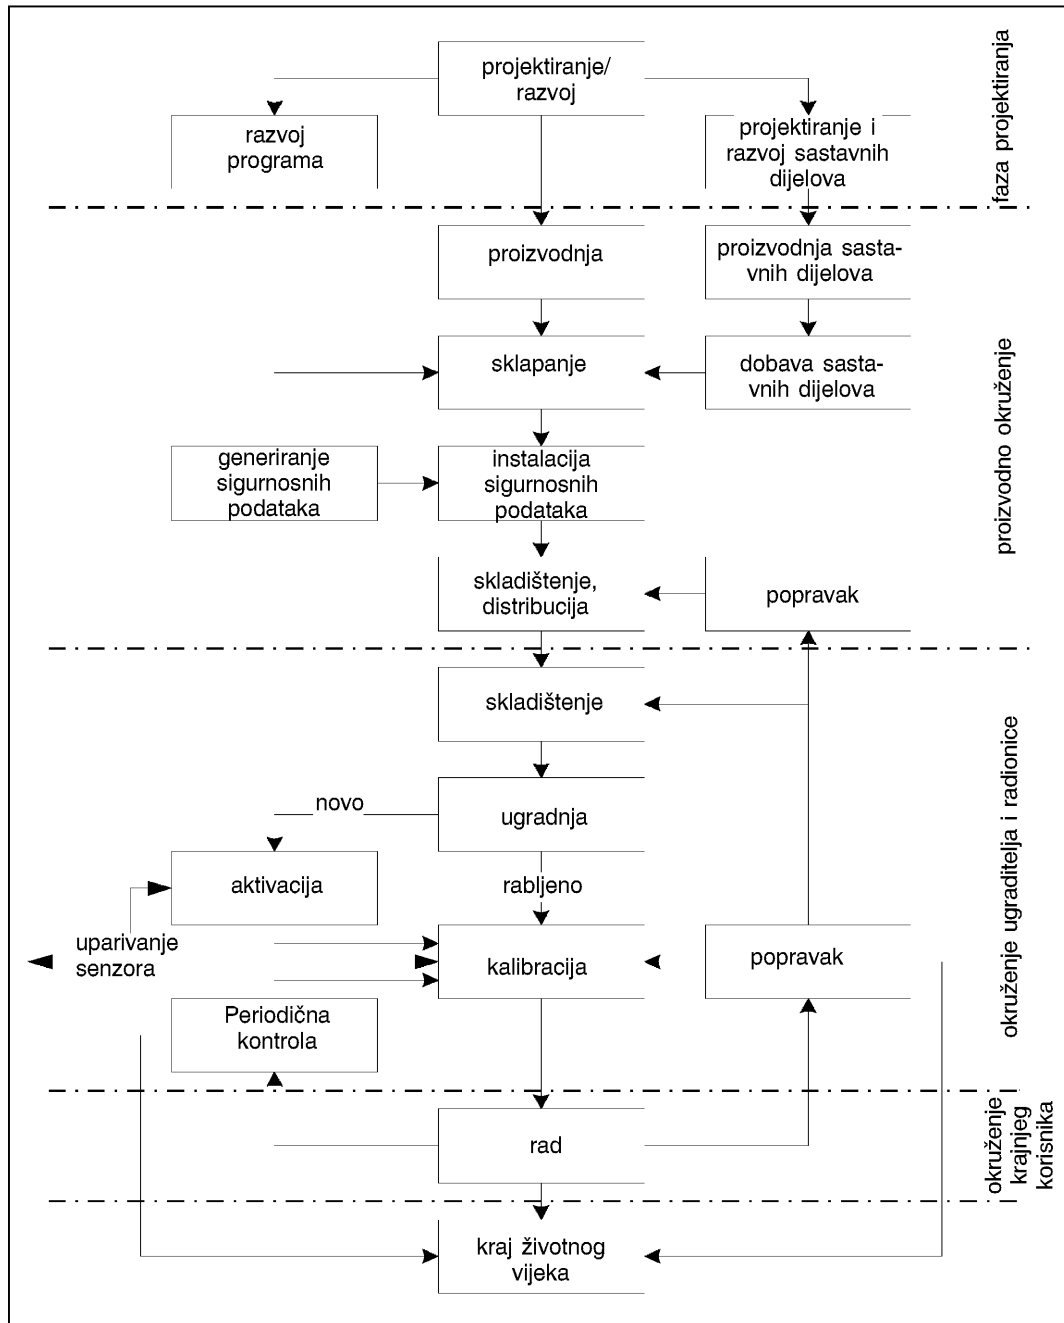 projektiranje/
razvoj
razvoj
programa
projektiranje i
razvoj sastavnih
dijelova
faza projektiranja
proizvodnja
proizvodnja sasta-
vnih dijelova
sklapanje
dobava sasta-
vnih dijelova
generiranje
sigurnosnih
podataka
instalacija
sigurnosnih
podataka
skladištenje,
distribucija
popravak
proizvodno okruženje
skladištenje
novo
ugradnja
aktivacija
rabljeno
uparivanje
senzora
kalibracija
popravak
Periodična
kontrola
okruženje ugraditelja i radionice
rad
okruženje
krajnjeg
korisnika
kraj životnog
vijeka